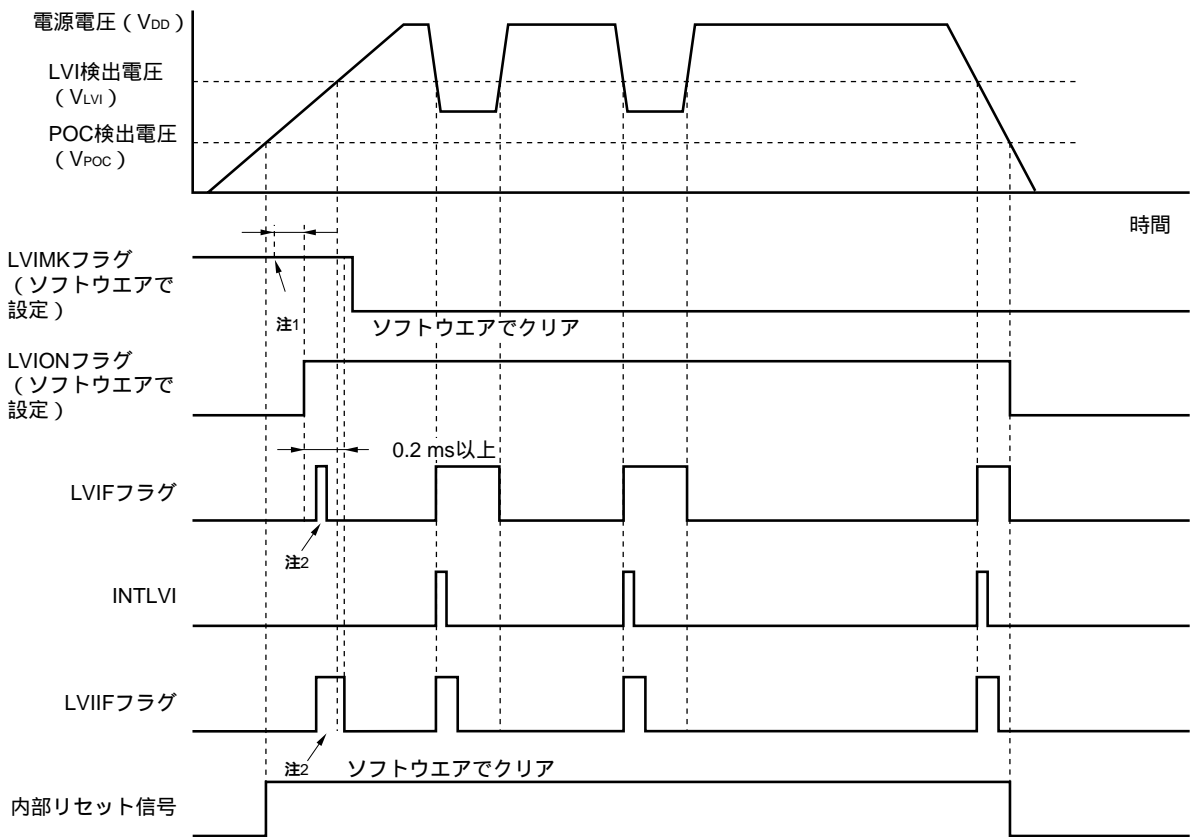 電源電圧（VDD）
LVI検出電圧
（VLVI）
POC検出電圧
（VPOC）
時間
LVIMKフラグ
（ソフトウエアで
設定）
注1
ソフトウエアでクリア
LVIONフラグ
（ソフトウエアで
設定）
0.2 ms以上
LVIFフラグ
注2
INTLVI
LVIIFフラグ
注2
ソフトウエアでクリア
内部リセット信号